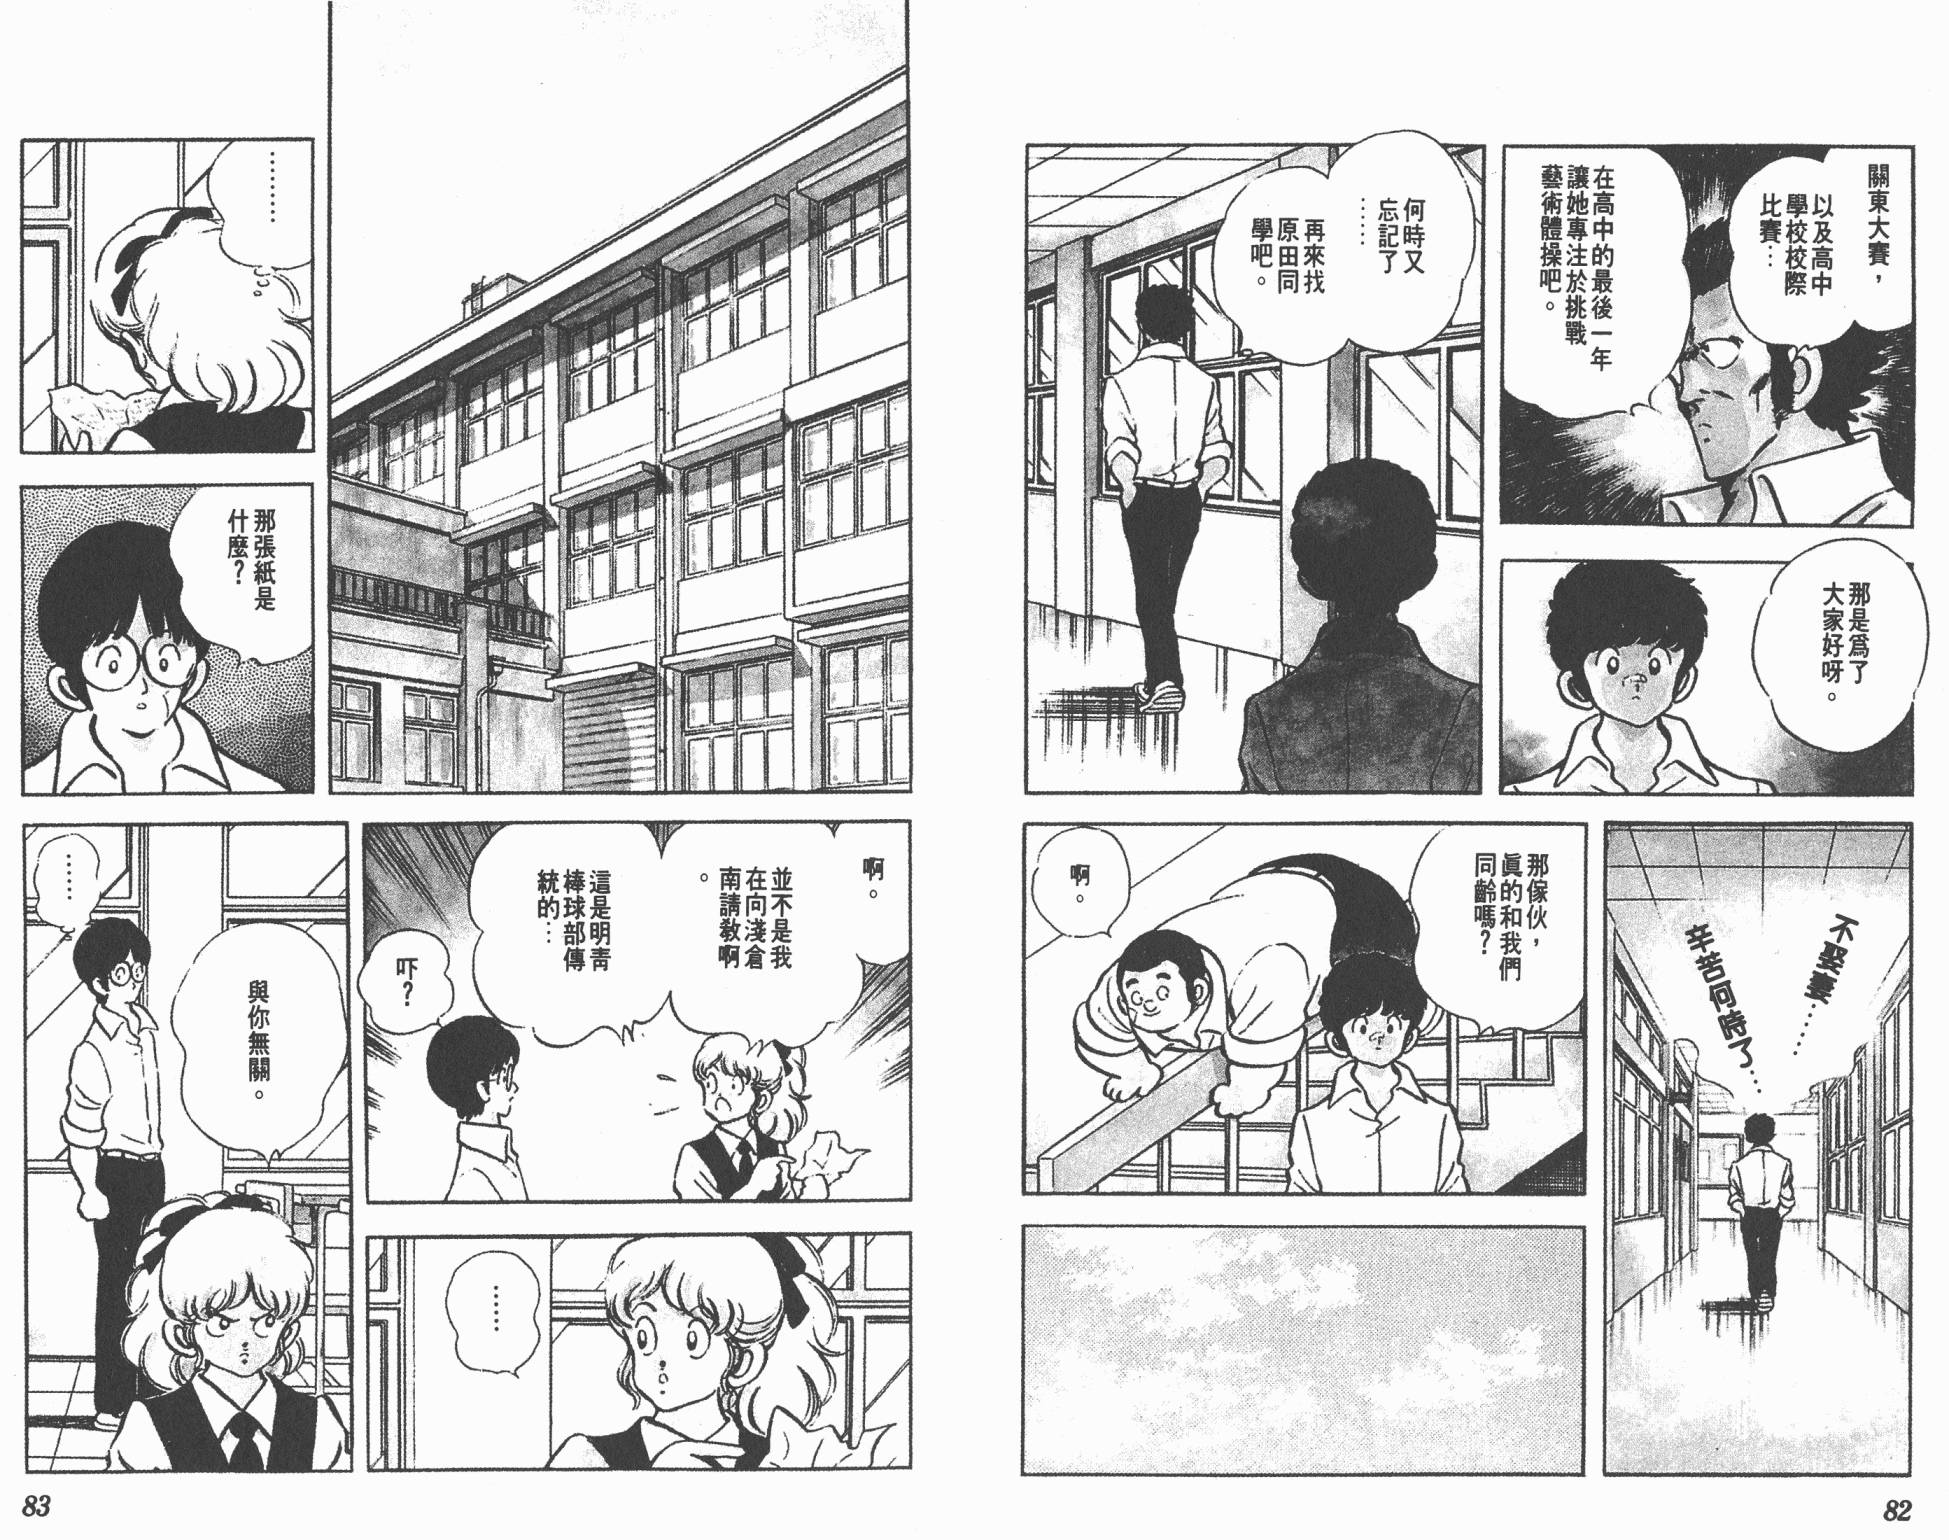 關東大賽，
以及高中
學校校際
比賽…
在高中的最後一年
讓她專注於挑戰
藝術體操吧。
那是爲了
大家好呀。
何時又
忘記了
……
再來找
原田同
學吧。
不娶妻……
辛苦何時了…
那傢伙，
眞的和我們
同齡嗎？
啊。
82
………
那張紙是
什麼？
啊。
並不是我
在向淺倉
南請教啊
。
這是明靑
棒球部傳
統的…
吓？
……
與你無關。
……
83